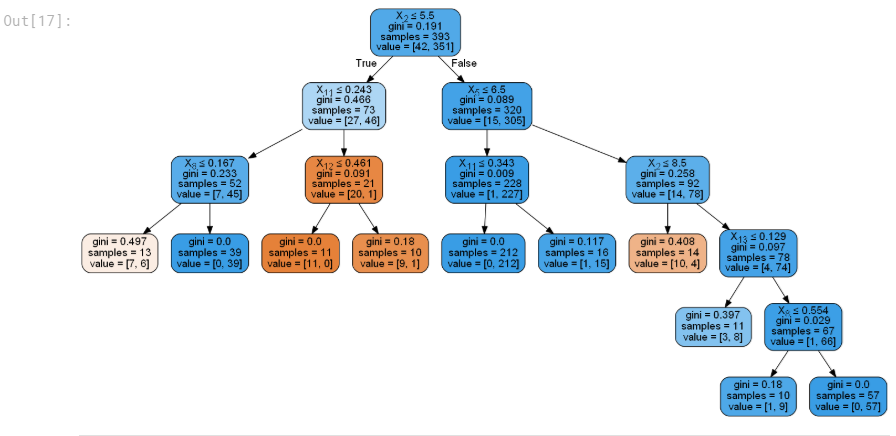 Out[17]:
X2 ≤ 5.5
gini = 0.191
samples = 393
value = [42, 351]
True
False
X11 ≤ 0.243
gini = 0.466
samples = 73
value = [27, 46]
X5 ≤ 6.5
gini = 0.089
samples = 320
value = [15, 305]
X8 ≤ 0.167
gini = 0.233
samples = 52
value = [7, 45]
X12 ≤ 0.461
gini = 0.091
samples = 21
value = [20, 1]
X11 ≤ 0.343
gini = 0.009
samples = 228
value = [1, 227]
X2 ≤ 8.5
gini = 0.258
samples = 92
value = [14, 78]
gini = 0.497
samples = 13
value = [7, 6]
gini = 0.0
samples = 39
value = [0, 39]
gini = 0.0
samples = 11
value = [11, 0]
gini = 0.18
samples = 10
value = [9, 1]
gini = 0.0
samples = 212
value = [0, 212]
gini = 0.117
samples = 16
value = [1, 15]
gini = 0.408
samples = 14
value = [10, 4]
X13 ≤ 0.129
gini = 0.097
samples = 78
value = [4, 74]
gini = 0.397
samples = 11
value = [3, 8]
≤ 0.554
gini = 0.029
samples = 67
value = [1, 66]
gini = 0.18
samples = 10
value = [1, 9]
gini = 0.0
samples = 57
value = [0, 57]